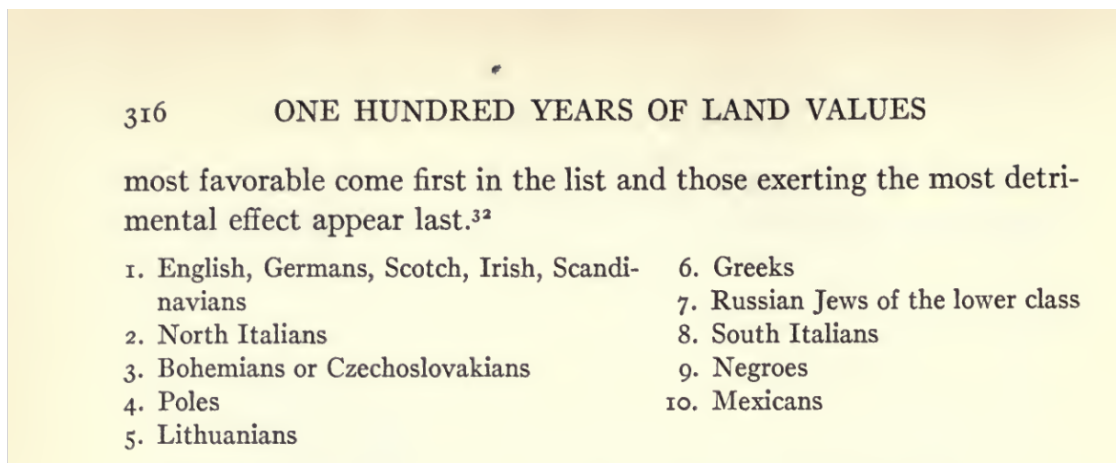 316 ONE HUNDRED YEARS OF LAND VALUES
most favorable come first in the list and those exerting the most detri-
mental effect appear last.³²
1. English, Germans, Scotch, Irish, Scandi-
navians
2. North Italians
3. Bohemians or Czechoslovakians
4. Poles
5. Lithuanians
6. Greeks
7. Russian Jews of the lower class
8. South Italians
9. Negroes
10. Mexicans